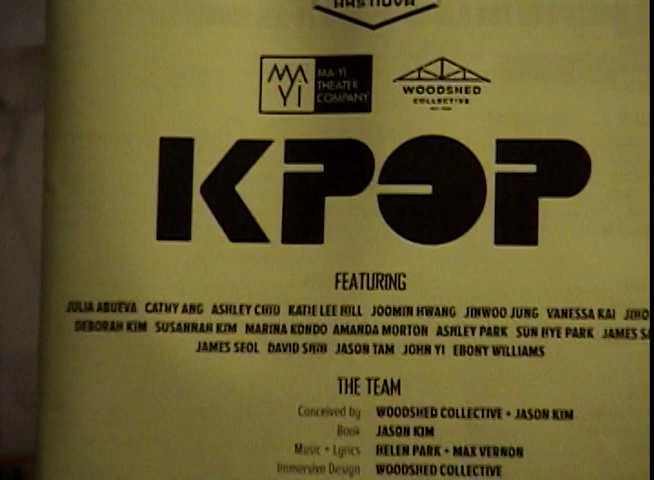 MA YI
MA-YI
THEATER
COMPANY
WOODSHED
COLLECTIVE
KPOP
FEATURING
JULIA ABUEVA CATHY ANG ASHLEY CHIU KATIE LEE HILL JOOMIN HWANG JINWOO JUNG VANESSA KAI
DEBORAH KIM SUSANNAH KIM MARINA KONDO AMANDA MORTON ASHLEY PARK SUN HYE PARK JAMES
JAMES SEOL DAVID SHIH JASON TAM JOHN YI EBONY WILLIAMS
THE TEAM
Conceived by WOODSHED COLLECTIVE + JASON KIM
Book JASON KIM
Music + Lyrics HELEN PARK + MAX VERNON
Immersive Design WOODSHED COLLECTIVE